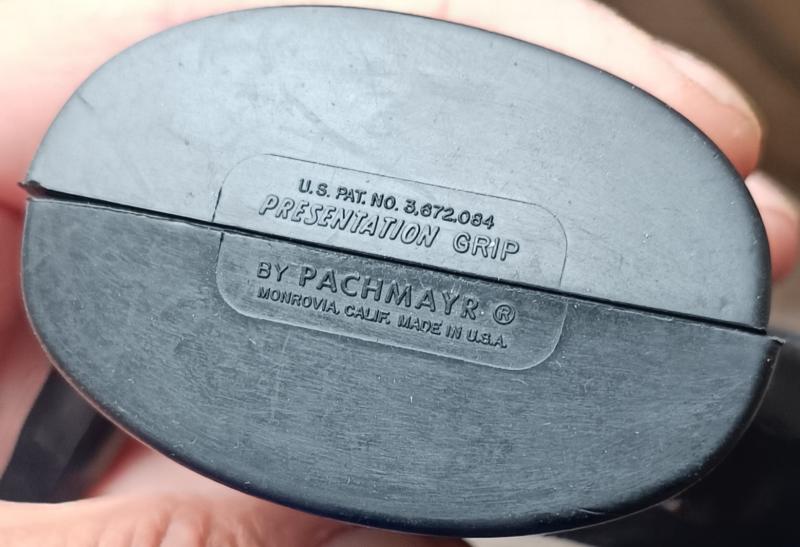 U.S. PAT. NO. 3,672,084
PRESENTATION GRIP
BY PACHMAYR ®
MONROVIA, CALIF. MADE IN U.S.A.